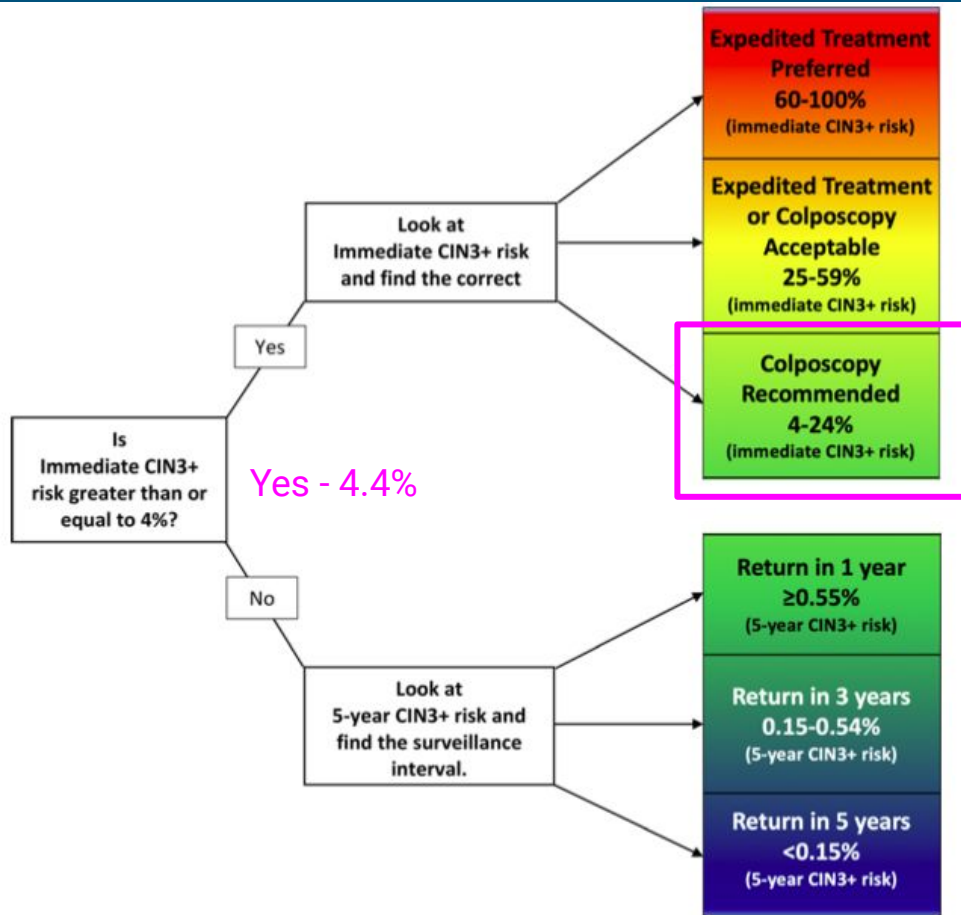 Is
Immediate CIN3+
risk greater than or
equal to 4%?
Yes
Yes - 4.4%
No
Look at
Immediate CIN3+ risk
and find the correct
Look at
5-year CIN3+ risk and
find the surveillance
interval.
Expedited Treatment
Preferred
60-100%
(immediate CIN3+ risk)
Expedited Treatment
or Colposcopy
Acceptable
25-59%
(immediate CIN3+ risk)
Colposcopy
Recommended
4-24%
(immediate CIN3+ risk)
Return in 1 year
≥0.55%
(5-year CIN3+ risk)
Return in 3 years
0.15-0.54%
(5-year CIN3+ risk)
Return in 5 years
<0.15%
(5-year CIN3+ risk)